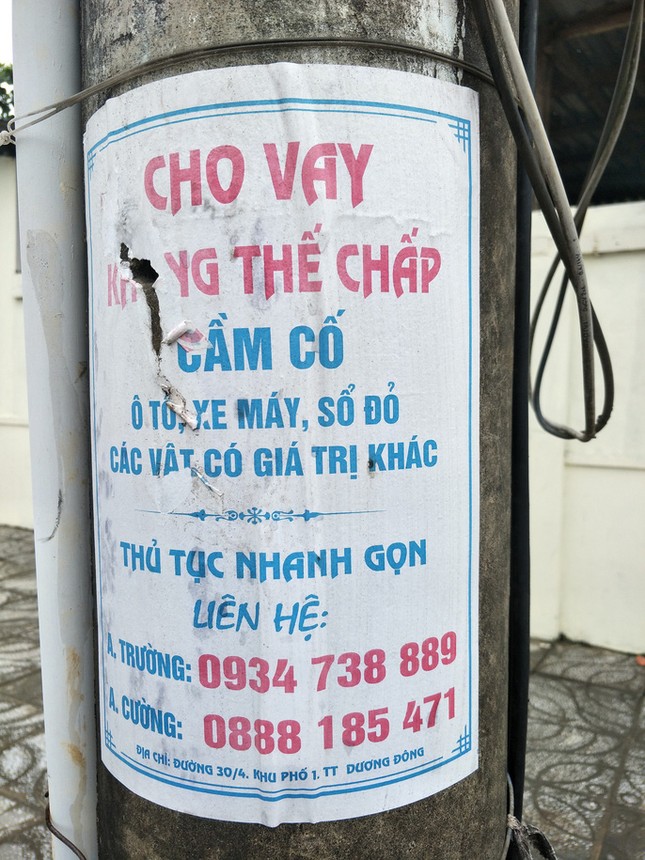 CHO VAY
THẾ CHẤP
CẦM CỐ
Ô TÔ, XE MÁY, SỔ ĐỎ
CÁC VẬT CÓ GIÁ TRỊ KHÁC
THỦ TỤC NHANH GỌN
LIÊN HỆ:
A. TRƯỜNG: 0934 738 889
A. CƯỜNG: 0888 185 471
ĐỊA CHỈ: ĐƯỜNG 30/4. KHU PHỐ 1. TT DƯƠNG ĐÔNG